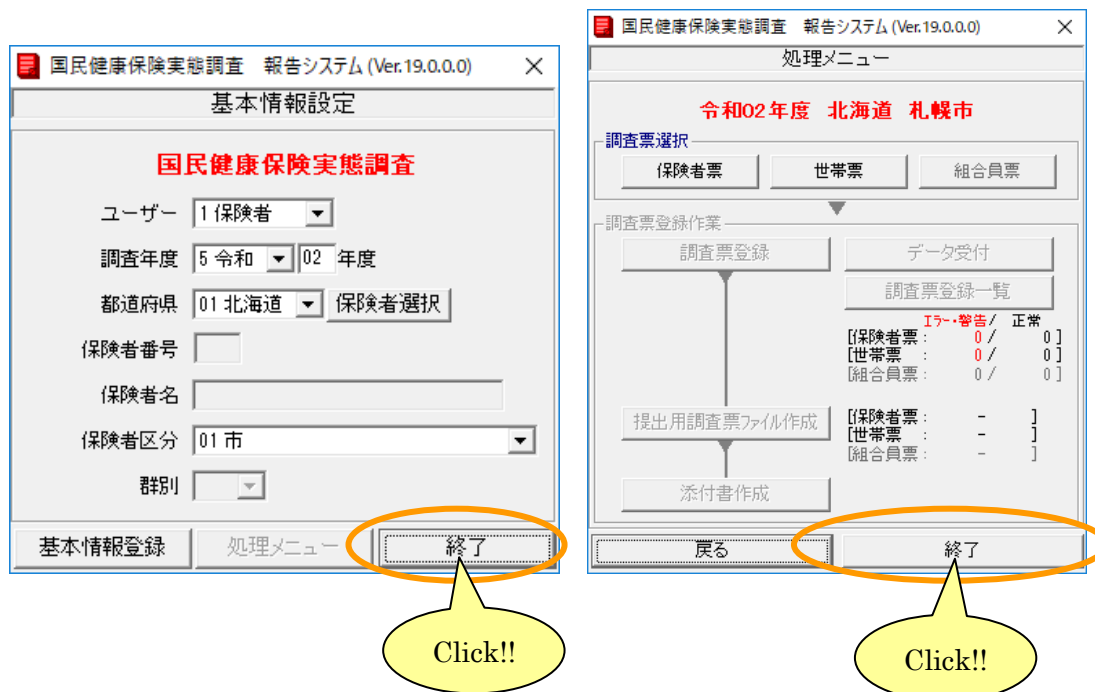 国民健康保険実態調査　報告システム (Ver.19.0.0.0)
基本情報設定
国民健康保険実態調査
ユーザー 1 保険者
調査年度 5 令和 02 年度
都道府県 01 北海道 保険者選択
保険者番号
保険者名
保険者区分 01 市
群別
基本情報登録 処理メニュー 終了
Click!!
国民健康保険実態調査　報告システム (Ver.19.0.0.0)
処理メニュー
令和02年度 北海道 札幌市
調査票選択
保険者票 世帯票 組合員票
調査票登録作業
調査票登録 データ受付
調査票登録一覧
エラー・警告/ 正常
[保険者票: 0/ 0]
[世帯票 : 0/ 0]
[組合員票: 0/ 0]
提出用調査票ファイル作成
[保険者票: - ]
[世帯票 : - ]
[組合員票: - ]
添付書作成
戻る 終了
Click!!